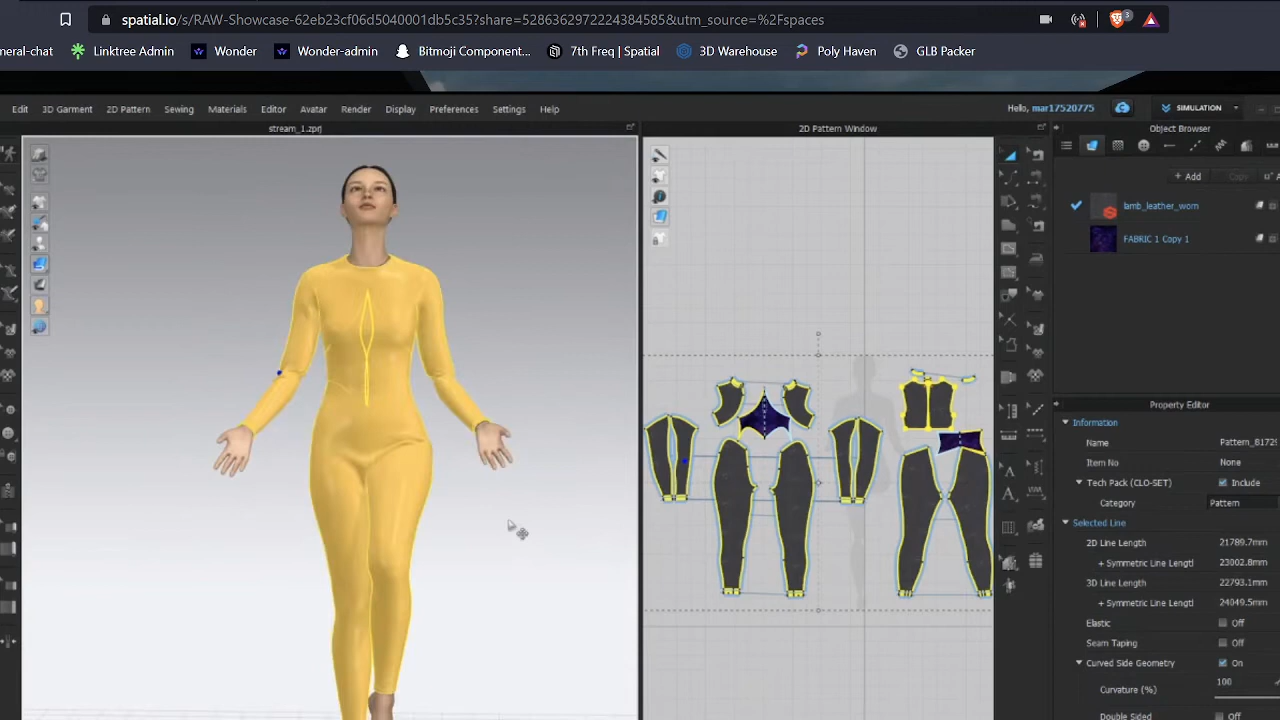 spatial.io/s/RAW-Showcase-62eb23cf06d5040001db5c35?share=5286362972224384585&utm_source=%2Fspaces
3
neral-chat Linktree Admin Wonder Wonder-admin Bitmoji Component... 7th Freq | Spatial 3D Warehouse Poly Haven GLB Packer
Edit 3D Garment 2D Pattern Sewing Materials Editor Avatar Render Display Preferences Settings Help Hello, mar17520775 SIMULATION
stream_1.zprj 2D Pattern Window Object Browser
+ Add Copy
lamb_leather_worn
FABRIC 1 Copy 1
Property Editor
Information
Name Pattern_81729
Item No None
Tech Pack (CLO-SET) Include
Category Pattern
Selected Line
2D Line Length 21789.7mm
+ Symmetric Line Lengtl 23002.8mm
3D Line Length 22793.1mm
+ Symmetric Line Lengtl 24049.5mm
Elastic Off
Seam Taping Off
Curved Side Geometry On
Curvature (%) 100
Double Sided Off